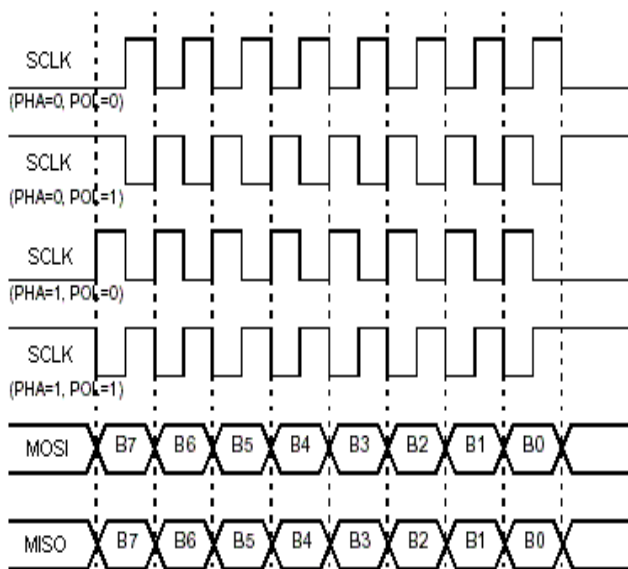 SCLK
(PHA=0, POL=0)
SCLK
(PHA=0, POL=1)
SCLK
(PHA=1, POL=0)
SCLK
(PHA=1, POL=1)
MOSI B7 B6 B5 B4 B3 B2 B1 B0
MISO B7 B6 B5 B4 B3 B2 B1 B0